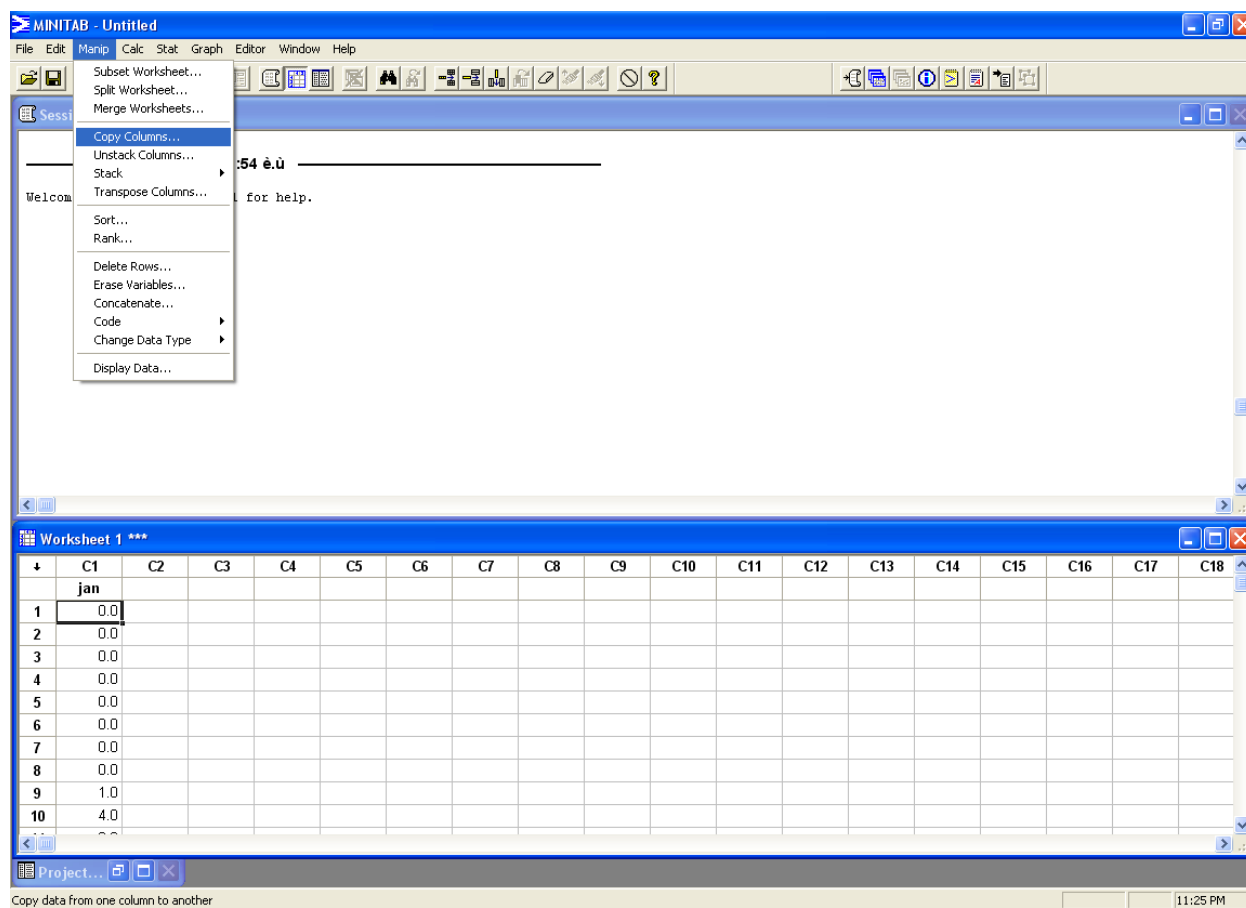 MINITAB - Untitled
File Edit Manip Calc Stat Graph Editor Window Help
Subset Worksheet...
Split Worksheet...
Merge Worksheets...
Copy Columns...
Unstack Columns...
Stack
Transpose Columns...
Sort...
Rank...
Delete Rows...
Erase Variables...
Concatenate...
Code
Change Data Type
Display Data...
:54 è.ù
for help.
Worksheet 1 ***
C1 C2 C3 C4 C5 C6 C7 C8 C9 C10 C11 C12 C13 C14 C15 C16 C17 C18
jan
1 0.0
2 0.0
3 0.0
4 0.0
5 0.0
6 0.0
7 0.0
8 0.0
9 1.0
10 4.0
Project...
Copy data from one column to another
11:25 PM